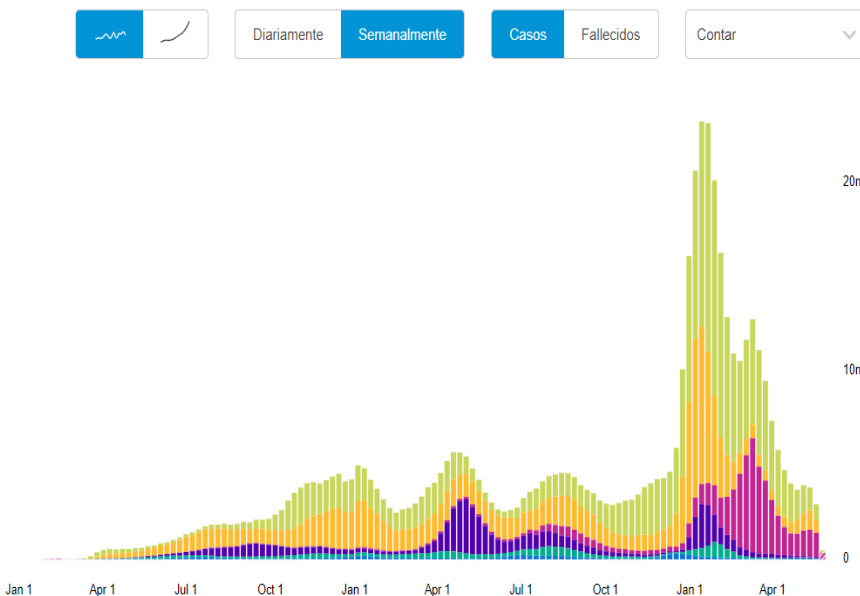 Diariamente Semanalmente Casos Fallecidos Contar
20m
10m
0
Jan 1 Apr 1 Jul 1 Oct 1 Jan 1 Apr 1 Jul 1 Oct 1 Jan 1 Apr 1